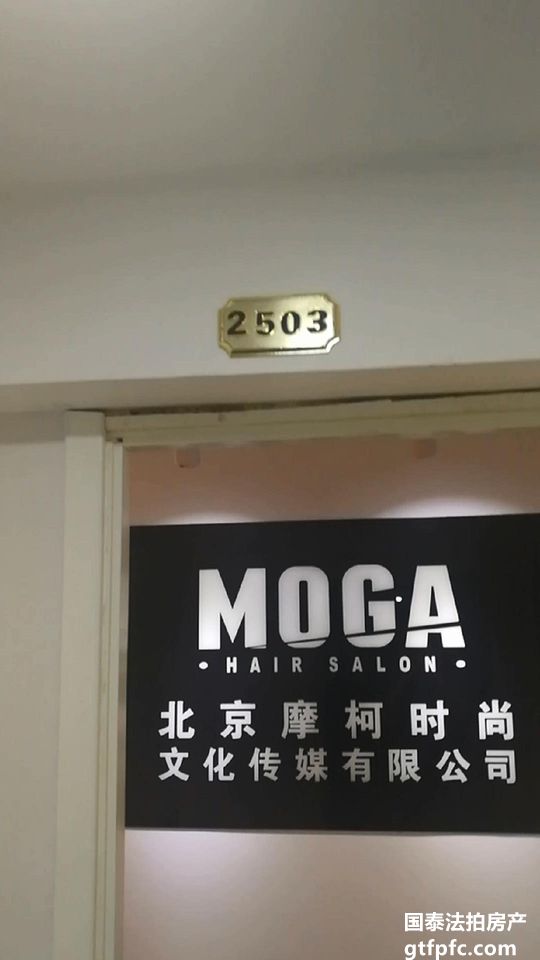 2503
MOGA
• HAIR SALON •
北京摩柯时尚
文化传媒有限公司
国泰法拍房产
gtfpfc.com